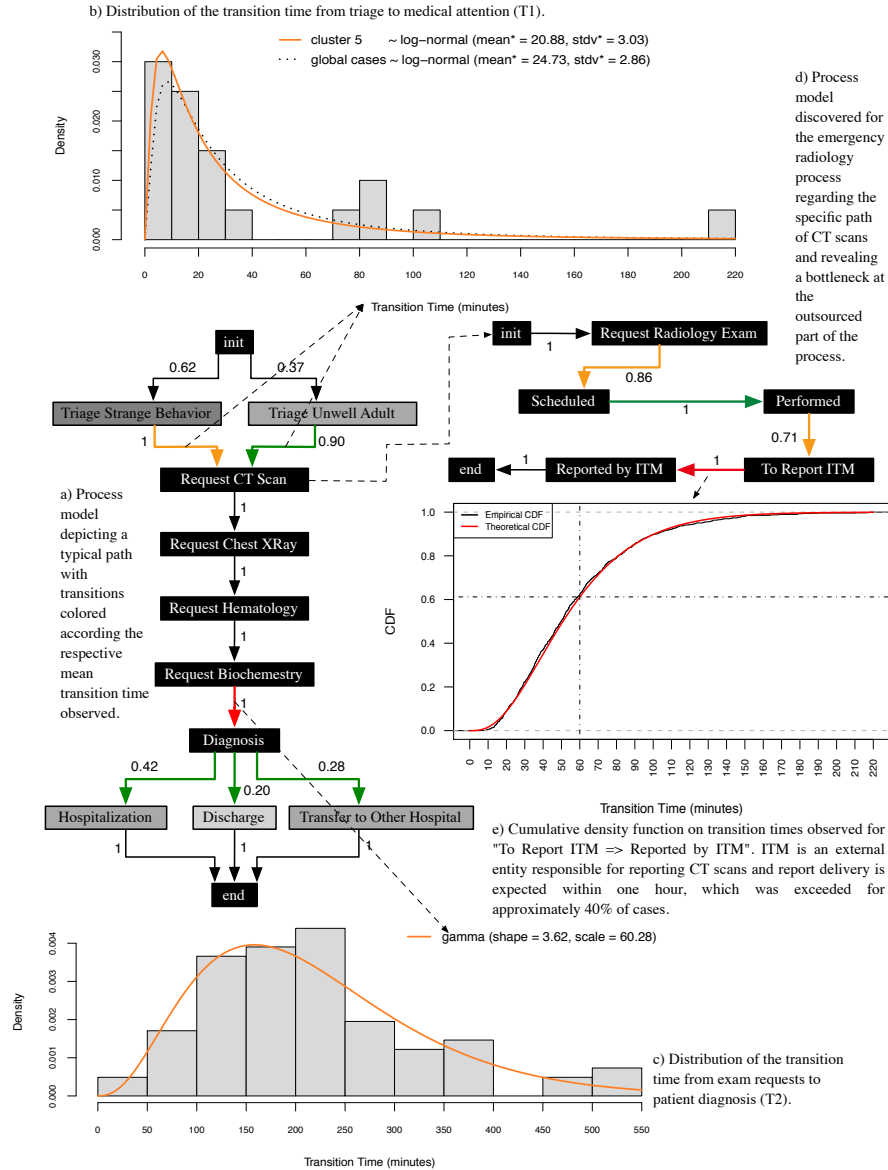 b) Distribution of the transition time from triage to medical attention (T1).
cluster 5 ~ log-normal (mean* = 20.88, stdv* = 3.03)
global cases ~ log-normal (mean* = 24.73, stdv* = 2.86)
Density
0.000 0.010 0.020 0.030
0 20 40 60 80 100 120 140 160 180 200 220
Transition Time (minutes)
d) Process
model
discovered for
the emergency
radiology
process
regarding the
specific path
of CT scans
and revealing
a bottleneck at
the
outsourced
part of the
process.
init
0.62 0.37
Triage Strange Behavior Triage Unwell Adult
1 0.90
Request CT Scan
1
Request Chest XRay
1
Request Hematology
1
Request Biochemestry
1
Diagnosis
0.42 0.20 0.28
Hospitalization Discharge Transfer to Other Hospital
1 1 1
end
a) Process
model
depicting a
typical path
with
transitions
colored
according the
respective
mean
transition time
observed.
init 1 Request Radiology Exam
0.86
Scheduled 1 Performed
0.71
end 1 Reported by ITM 1 To Report ITM
Empirical CDF
Theoretical CDF
CDF
0.0 0.2 0.4 0.6 0.8 1.0
0 10 20 30 40 50 60 70 80 90 100 110 120 130 140 150 160 170 180 190 200 210 220
Transition Time (minutes)
e) Cumulative density function on transition times observed for
"To Report ITM => Reported by ITM". ITM is an external
entity responsible for reporting CT scans and report delivery is
expected within one hour, which was exceeded for
approximately 40% of cases.
gamma (shape = 3.62, scale = 60.28)
Density
0.000 0.001 0.002 0.003 0.004
0 50 100 150 200 250 300 350 400 450 500 550
Transition Time (minutes)
c) Distribution of the transition
time from exam requests to
patient diagnosis (T2).